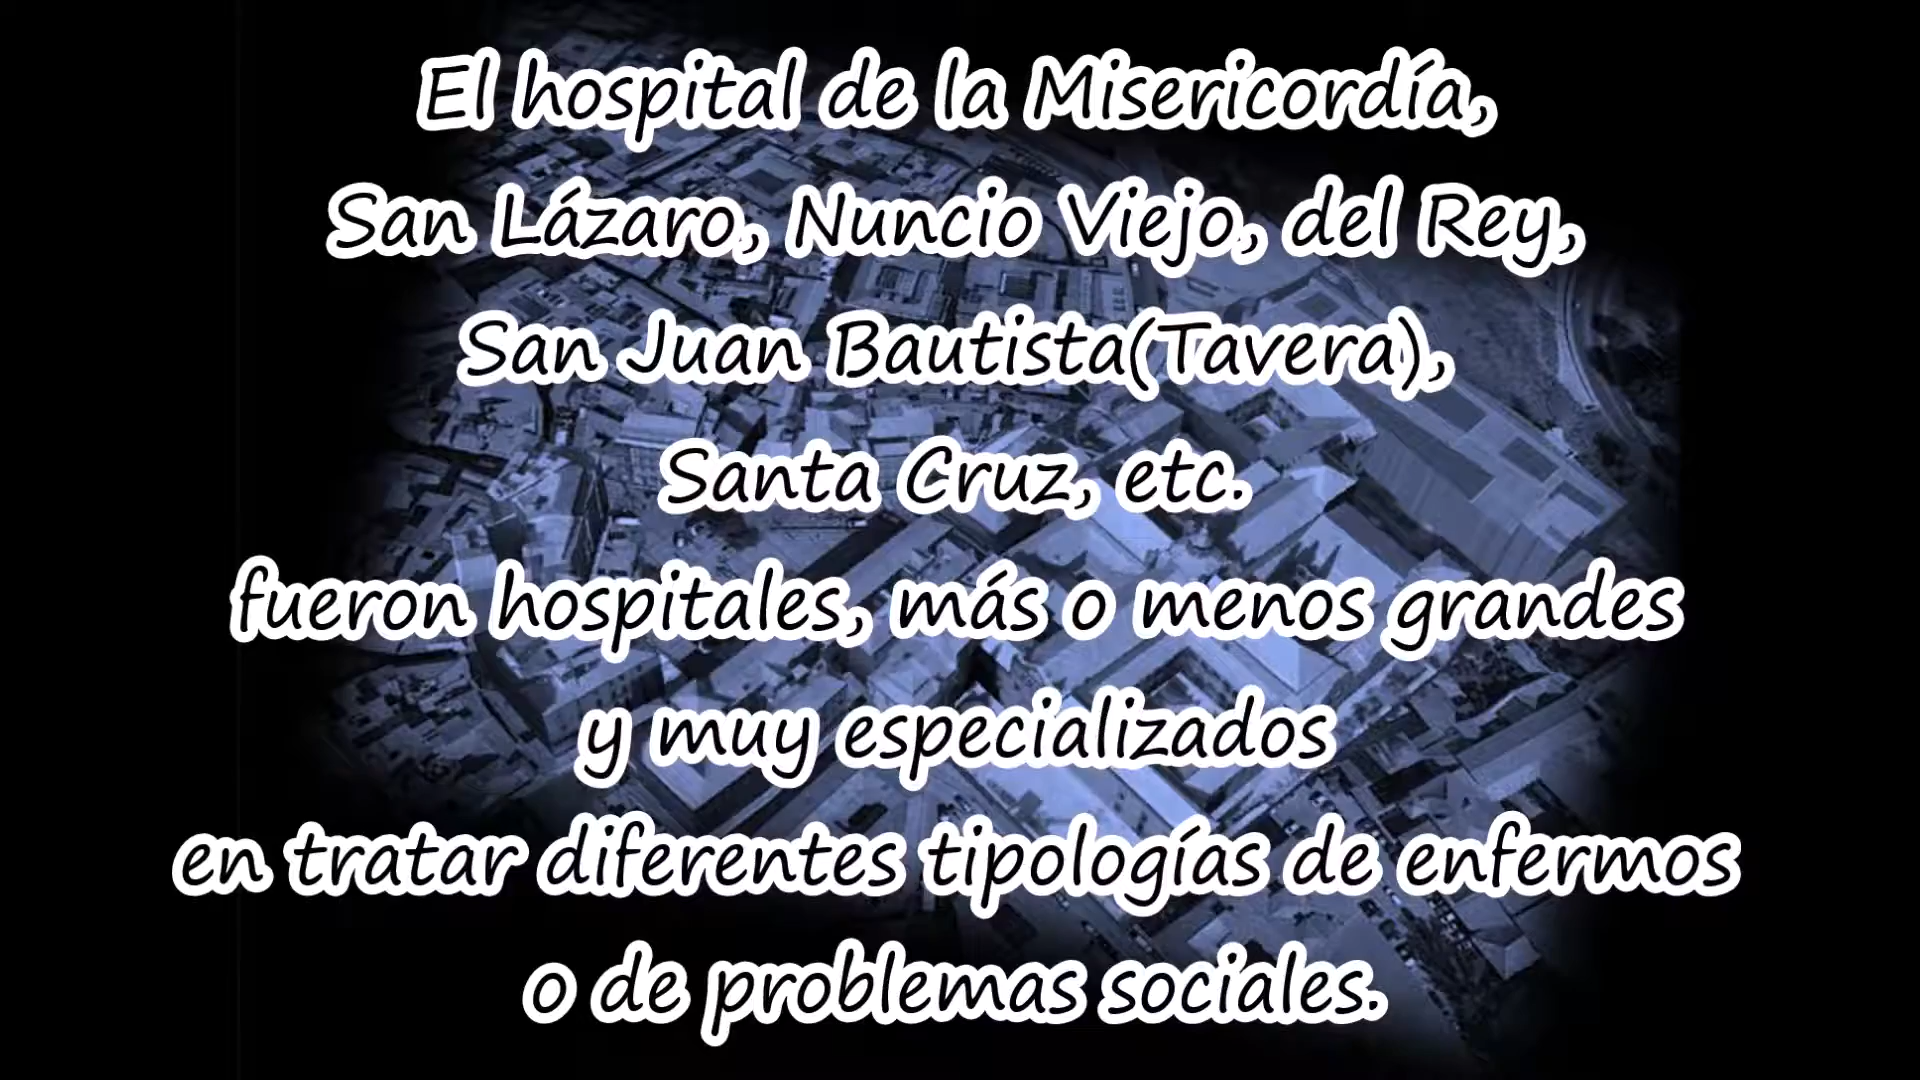 El hospital de la Misericordía,
San Lázaro, Nuncio Viejo, del Rey,
San Juan Bautista(Tavera),
Santa Cruz, etc.
fueron hospitales, más o menos grandes
y muy especializados
en tratar diferentes tipologías de enfermos
o de problemas sociales.